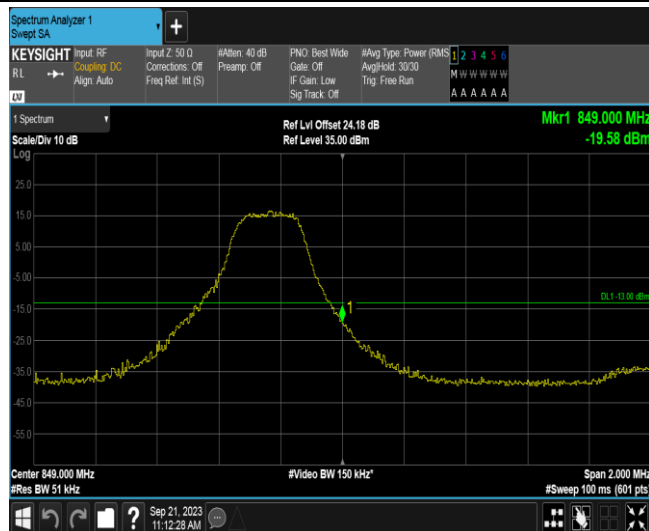 Spectrum Analyzer 1
Swept SA
KEYSIGHT
RL
Input: RF
Coupling: DC
Align: Auto
Input Z: 50 Ω
Corrections: Off
Freq Ref: Int (S)
#Atten: 40 dB
Preamp: Off
PNO: Best Wide
Gate: Off
IF Gain: Low
Sig Track: Off
#Avg Type: Power (RMS
Avg|Hold: 30/30
Trig: Free Run
1 2 3 4 5 6
M W W W W W
A A A A A A
LXI
1 Spectrum
Scale/Div 10 dB
Ref Lvl Offset 24.18 dB
Ref Level 35.00 dBm
Mkr1 849.000 MHz
-19.58 dBm
Log
25.0
15.0
5.00
-5.00
DL1 -13.00 dBm
1
-15.0
-25.0
-35.0
-45.0
-55.0
Center 849.000 MHz
#Video BW 150 kHz*
Span 2.000 MHz
#Res BW 51 kHz
#Sweep 100 ms (601 pts)
?
Sep 21, 2023
11:12:28 AM